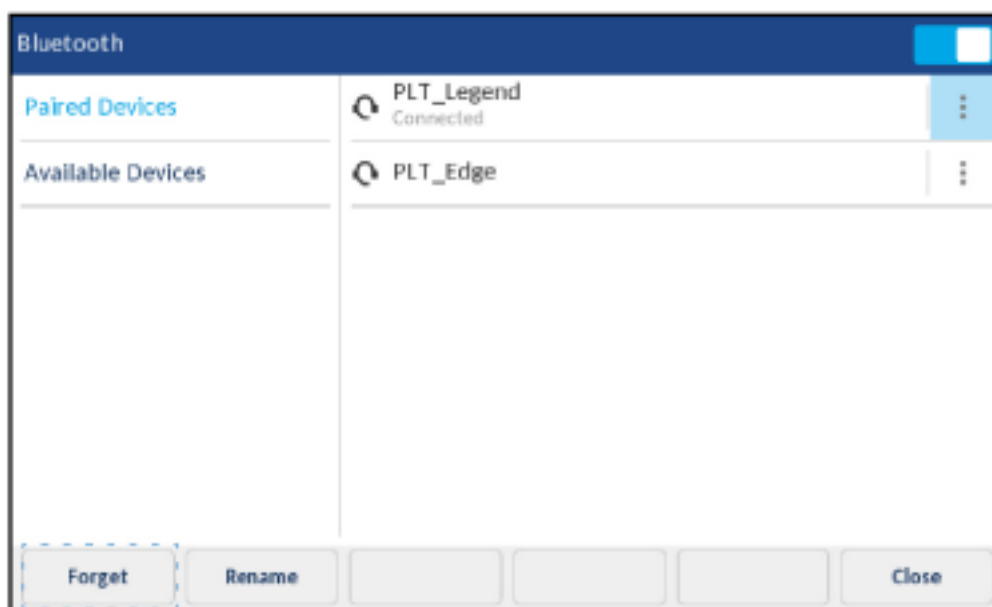 Bluetooth
Paired Devices
Available Devices
PLT_Legend
Connected
PLT_Edge
Forget
Rename
Close